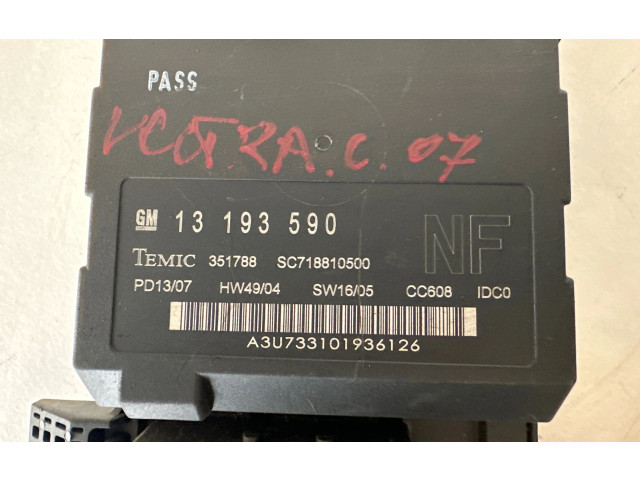 PASS
VECTRA.C.07
GM 13 193 590 NF
TEMIC 351788 SC718810500
PD13/07 HW49/04 SW16/05 CC608 IDC0
A3U733101936126